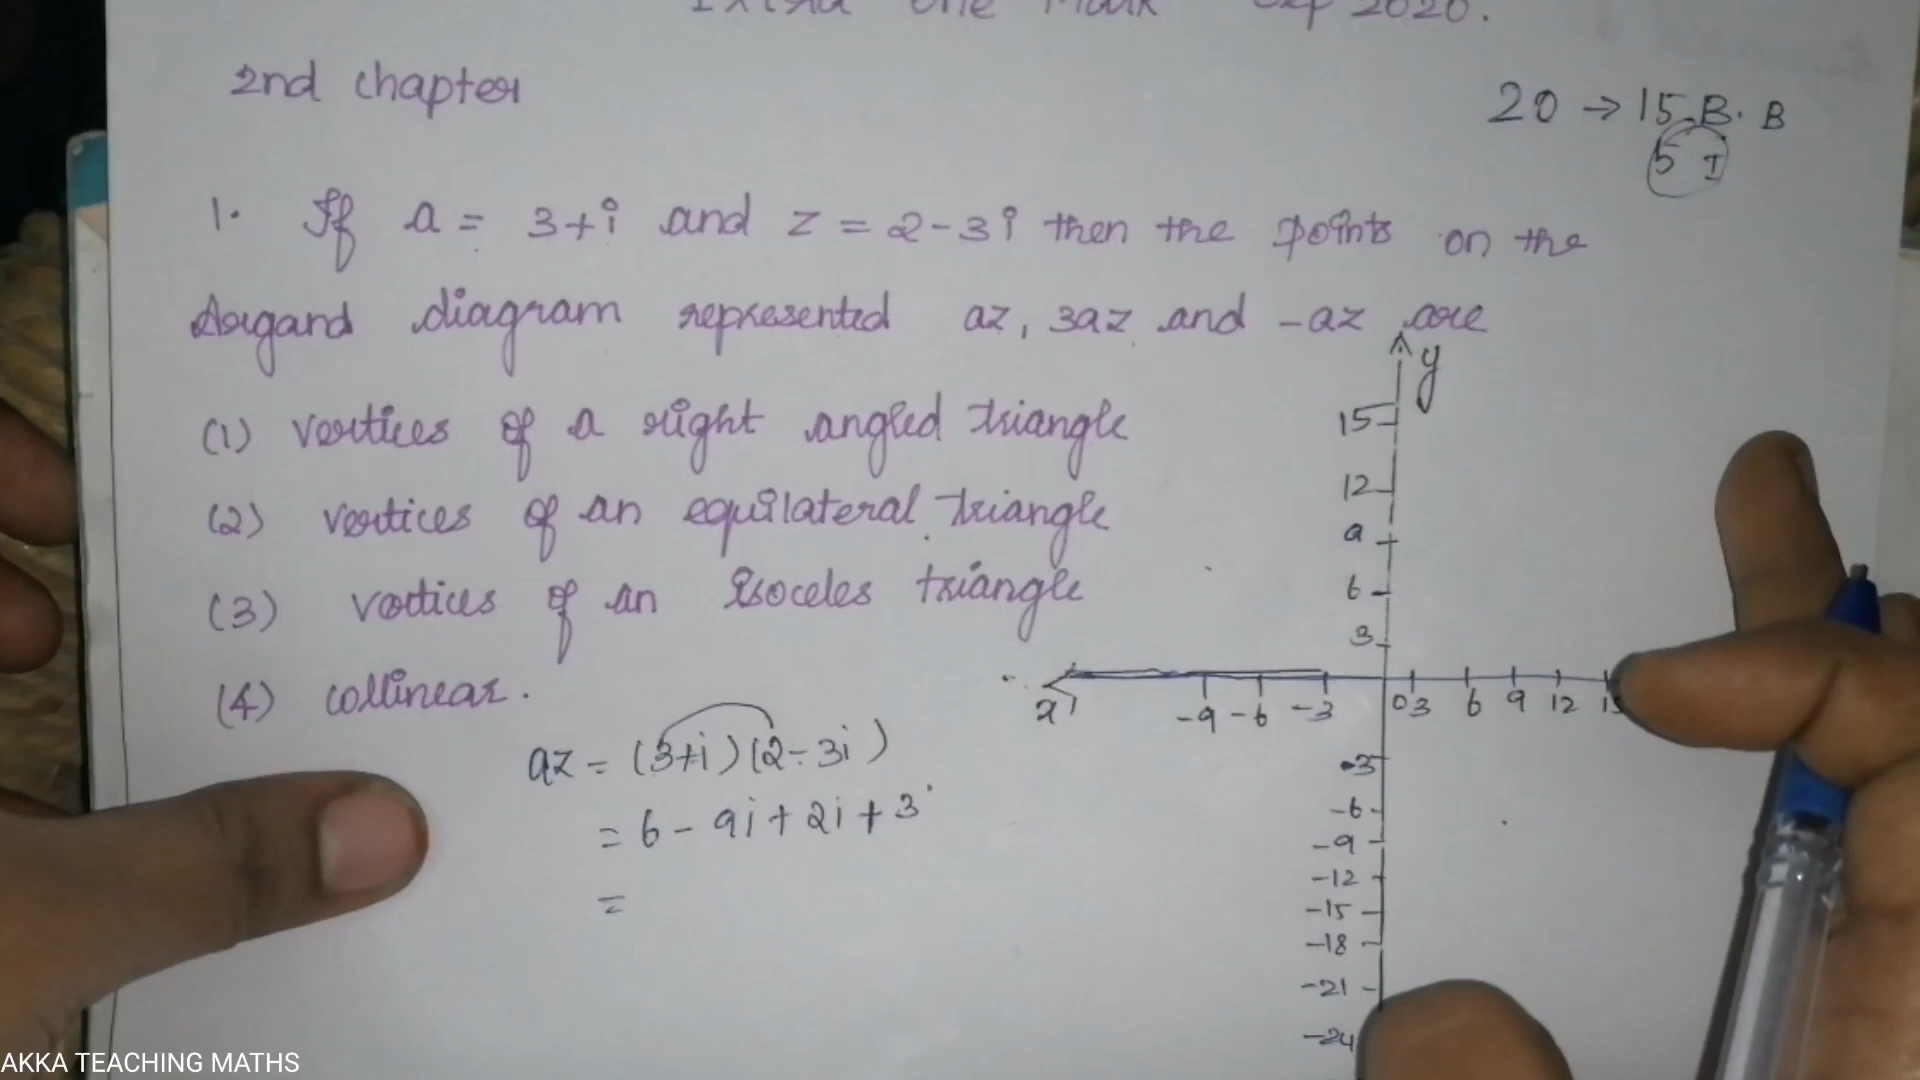 2020.
2nd chapter
20 → 15 B. B
5 I
1. If a = 3+i and z = 2-3i then the points on the
Argand diagram represented az, 3az and -az are
(1) vertices of a right angled triangle
(2) vertices of an equilateral triangle
(3) vertices of an Isoceles triangle
(4) collinear.
az = (3+i)(2-3i)
= 6 - 9i + 2i + 3
=
y
15
12
9
6
3
x'
-9 -6 -3 0 3 6 9 12
-3
-6
-9
-12
-15
-18
-21
-24
AKKA TEACHING MATHS